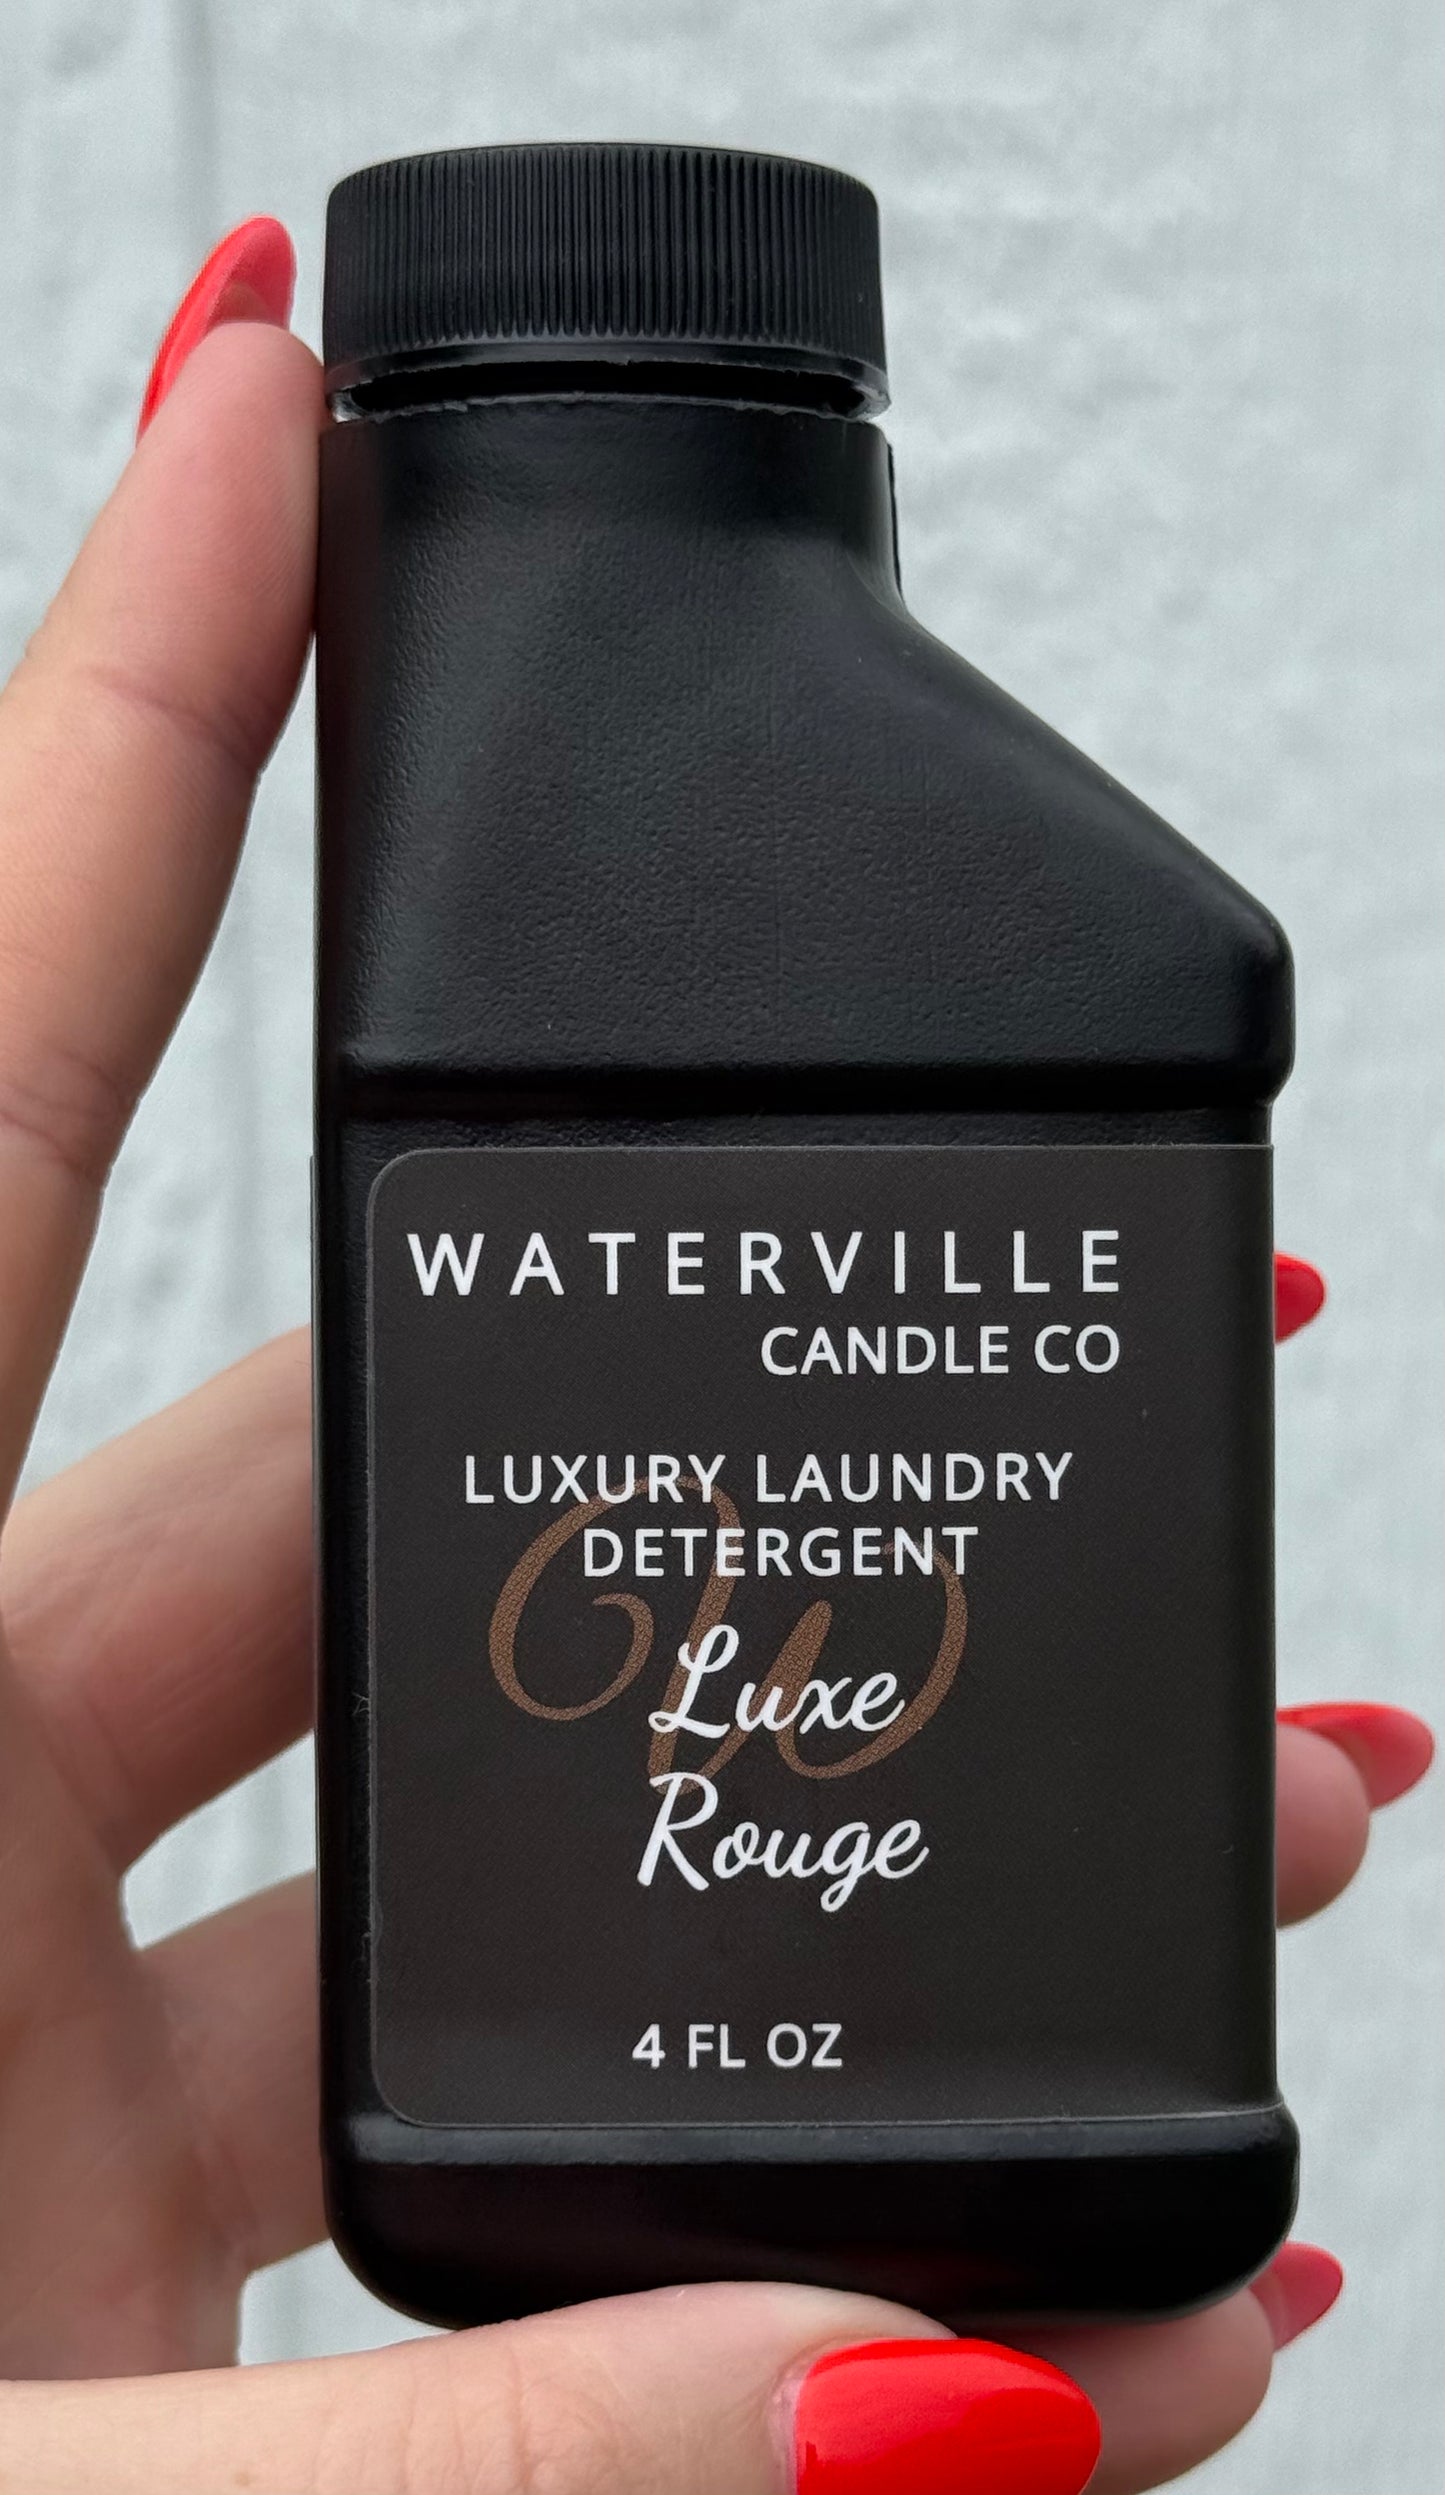 WATERVILLE
CANDLE CO
LUXURY LAUNDRY
DETERGENT
W
Luxe
Rouge
4 FL OZ